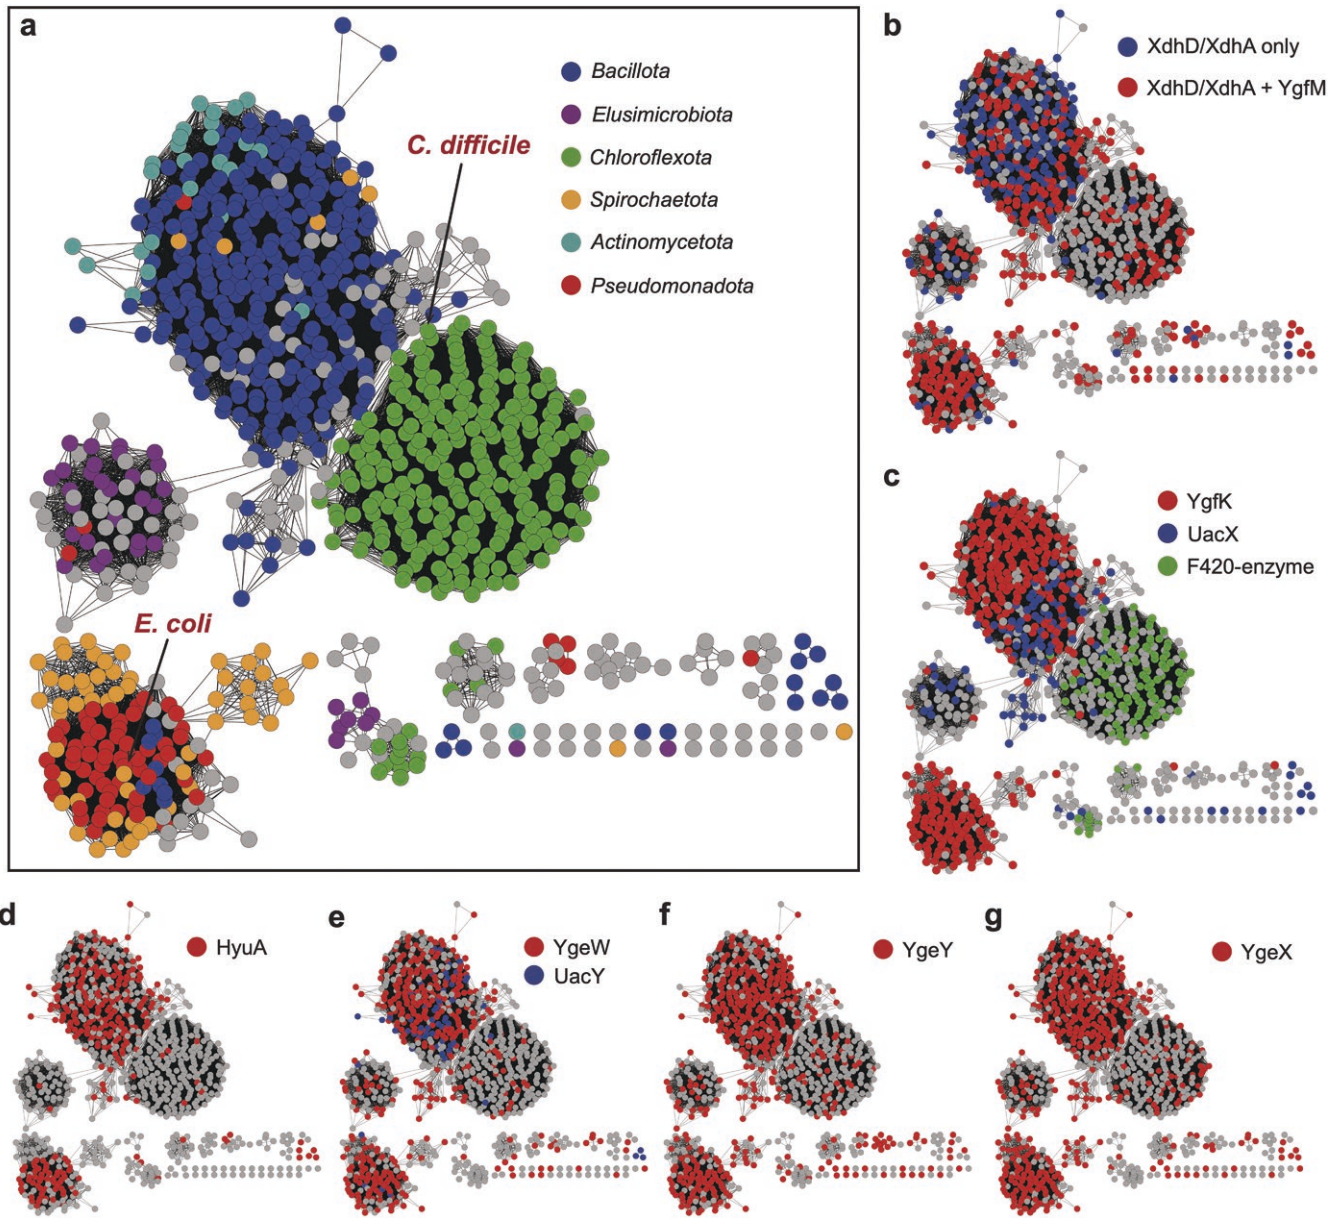 a
Bacillota
Elusimicrobiota
Chloroflexota
Spirochaetota
Actinomycetota
Pseudomonadota
C. difficile
E. coli
b
XdhD/XdhA only
XdhD/XdhA + YgfM
c
YgfK
UacX
F420-enzyme
d
HyuA
e
YgeW
UacY
f
YgeY
g
YgeX